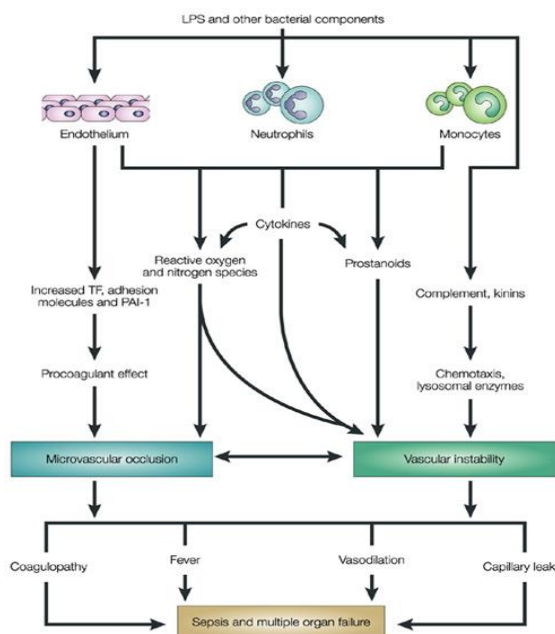 LPS and other bacterial components
Endothelium
Neutrophils
Monocytes
Cytokines
Reactive oxygen
and nitrogen species
Prostanoids
Increased TF, adhesion
molecules and PAI-1
Complement, kinins
Procoagulant effect
Chemotaxis,
lysosomal enzymes
Microvascular occlusion
Vascular instability
Coagulopathy
Fever
Vasodilation
Capillary leak
Sepsis and multiple organ failure